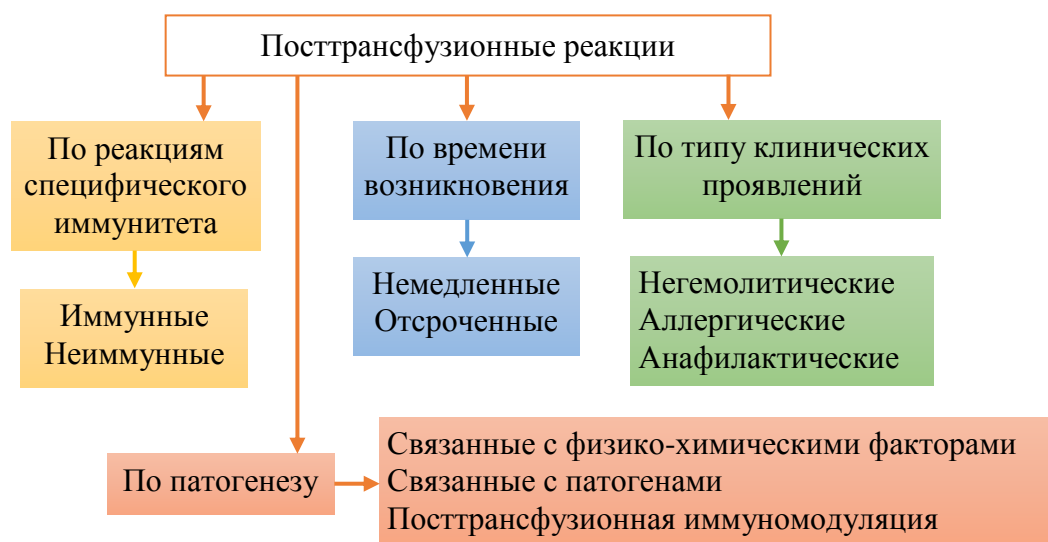 Посттрансфузионные реакции
По реакциям
специфического
иммунитета
По времени
возникновения
По типу клинических
проявлений
Иммунные
Неиммунные
Немедленные
Отсроченные
Негемолитические
Аллергические
Анафилактические
По патогенезу
Связанные с физико-химическими факторами
Связанные с патогенами
Посттрансфузионная иммуномодуляция